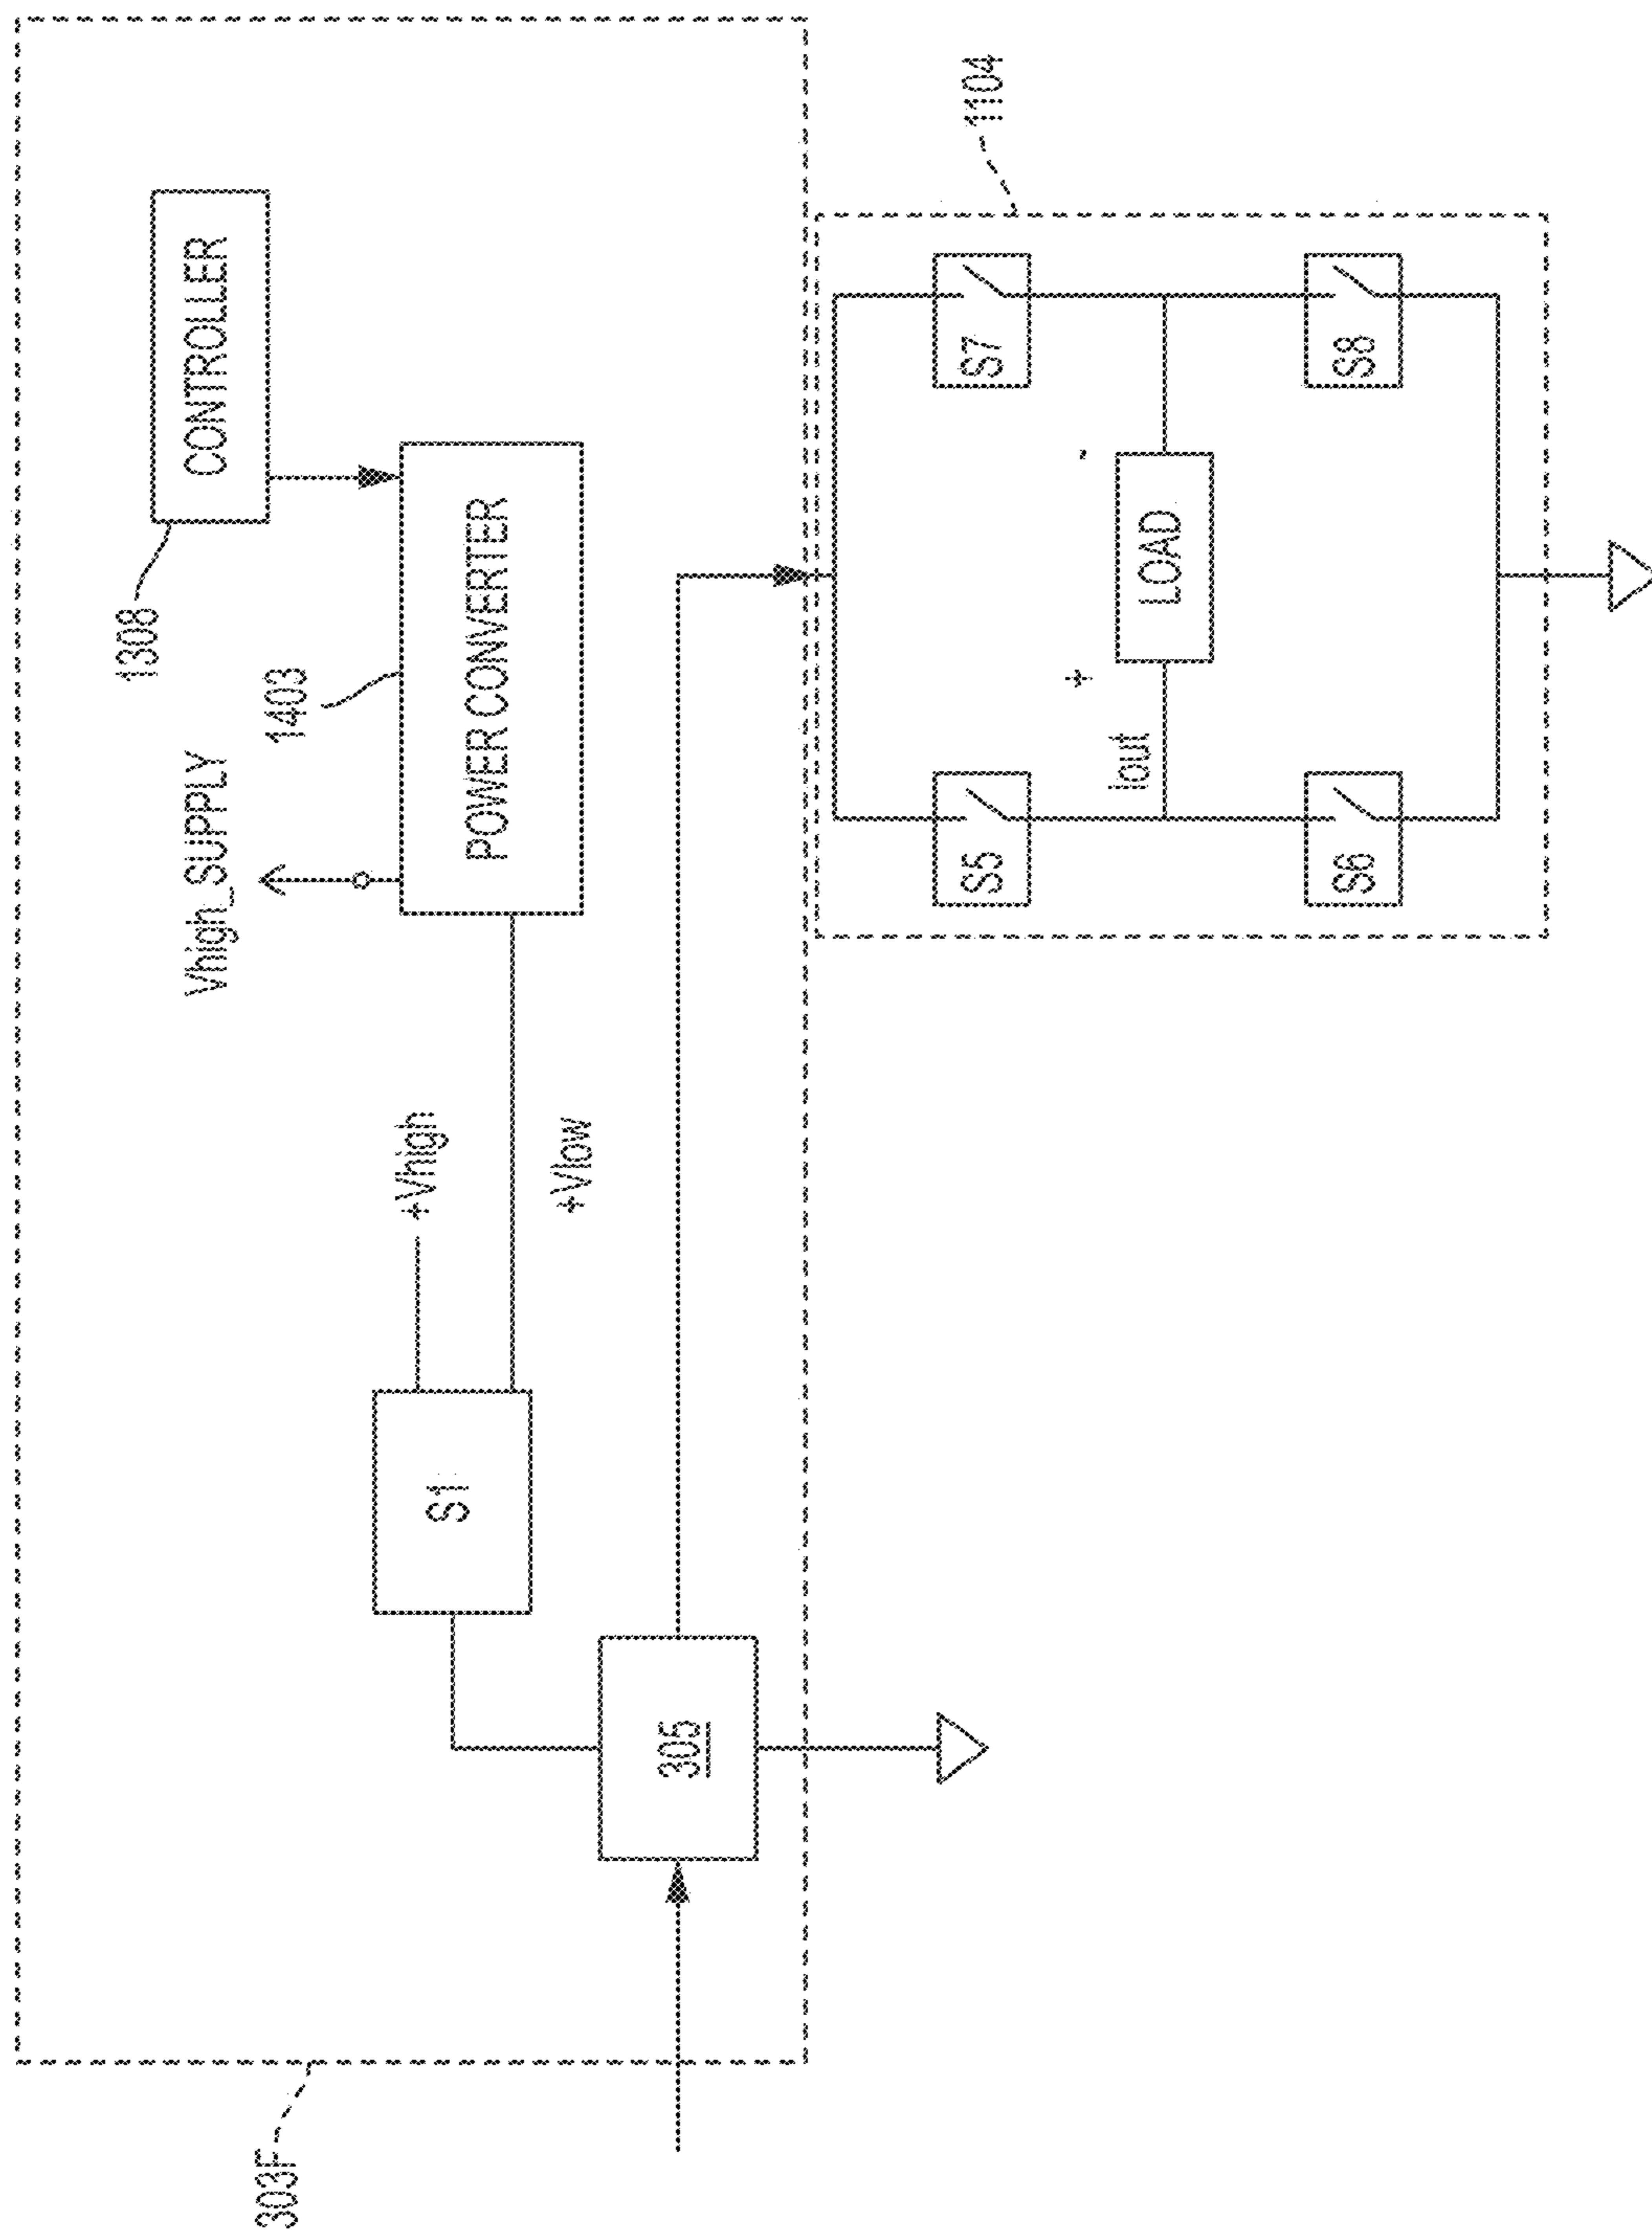 303F
1308
CONTROLLER
Vhigh_SUPPLY
1403
POWER CONVERTER
+Vhigh
+Vlow
S1
305
1104
S5
S7
Iout
+
-
LOAD
S6
S8